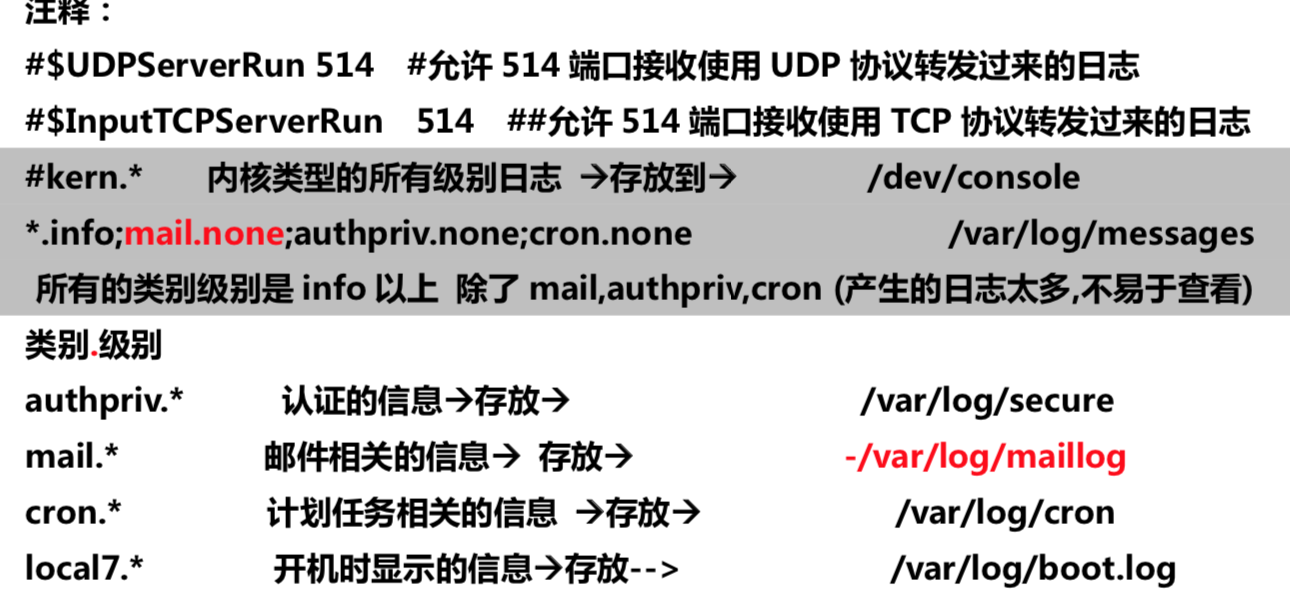 注释：
#$UDPServerRun 514 #允许 514 端口接收使用 UDP 协议转发过来的日志
#$InputTCPServerRun 514 ##允许 514 端口接收使用 TCP 协议转发过来的日志
#kern.* 内核类型的所有级别日志 →存放到→ /dev/console
*.info;mail.none;authpriv.none;cron.none /var/log/messages
所有的类别级别是 info 以上 除了 mail,authpriv,cron (产生的日志太多,不易于查看)
类别.级别
authpriv.* 认证的信息→存放→ /var/log/secure
mail.* 邮件相关的信息→ 存放→ -/var/log/maillog
cron.* 计划任务相关的信息 →存放→ /var/log/cron
local7.* 开机时显示的信息→存放--> /var/log/boot.log